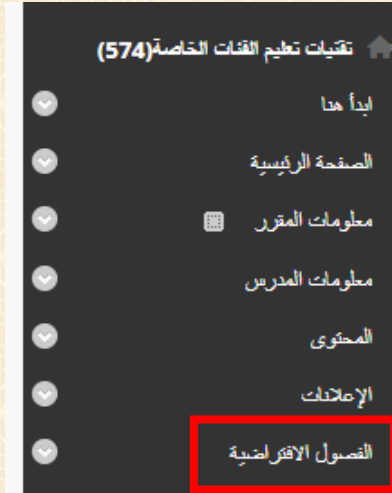 تقنيات تعليم الفئات الخاصة(574)
ابدأ هنا
الصفحة الرئيسية
معلومات المقرر
معلومات المدرس
المحتوى
الإعلانات
الفصول الافتراضية